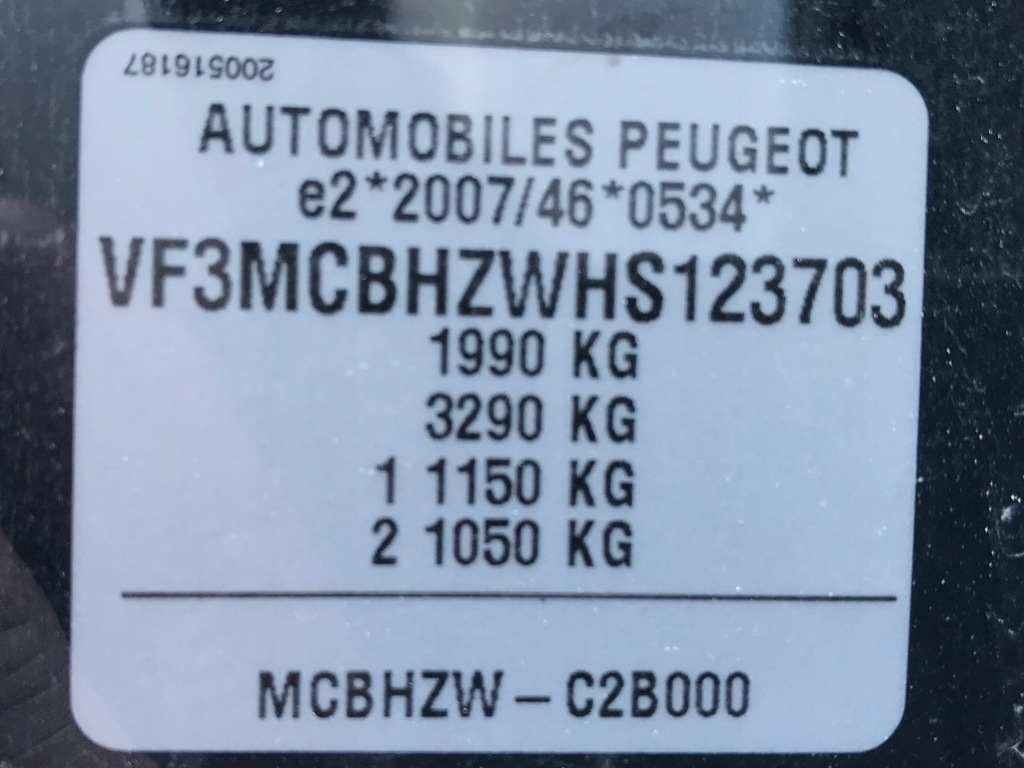 200516187
AUTOMOBILES PEUGEOT
e2*2007/46*0534*
VF3MCBHZWHS123703
1990 KG
3290 KG
1 1150 KG
2 1050 KG
MCBHZW – C2B000